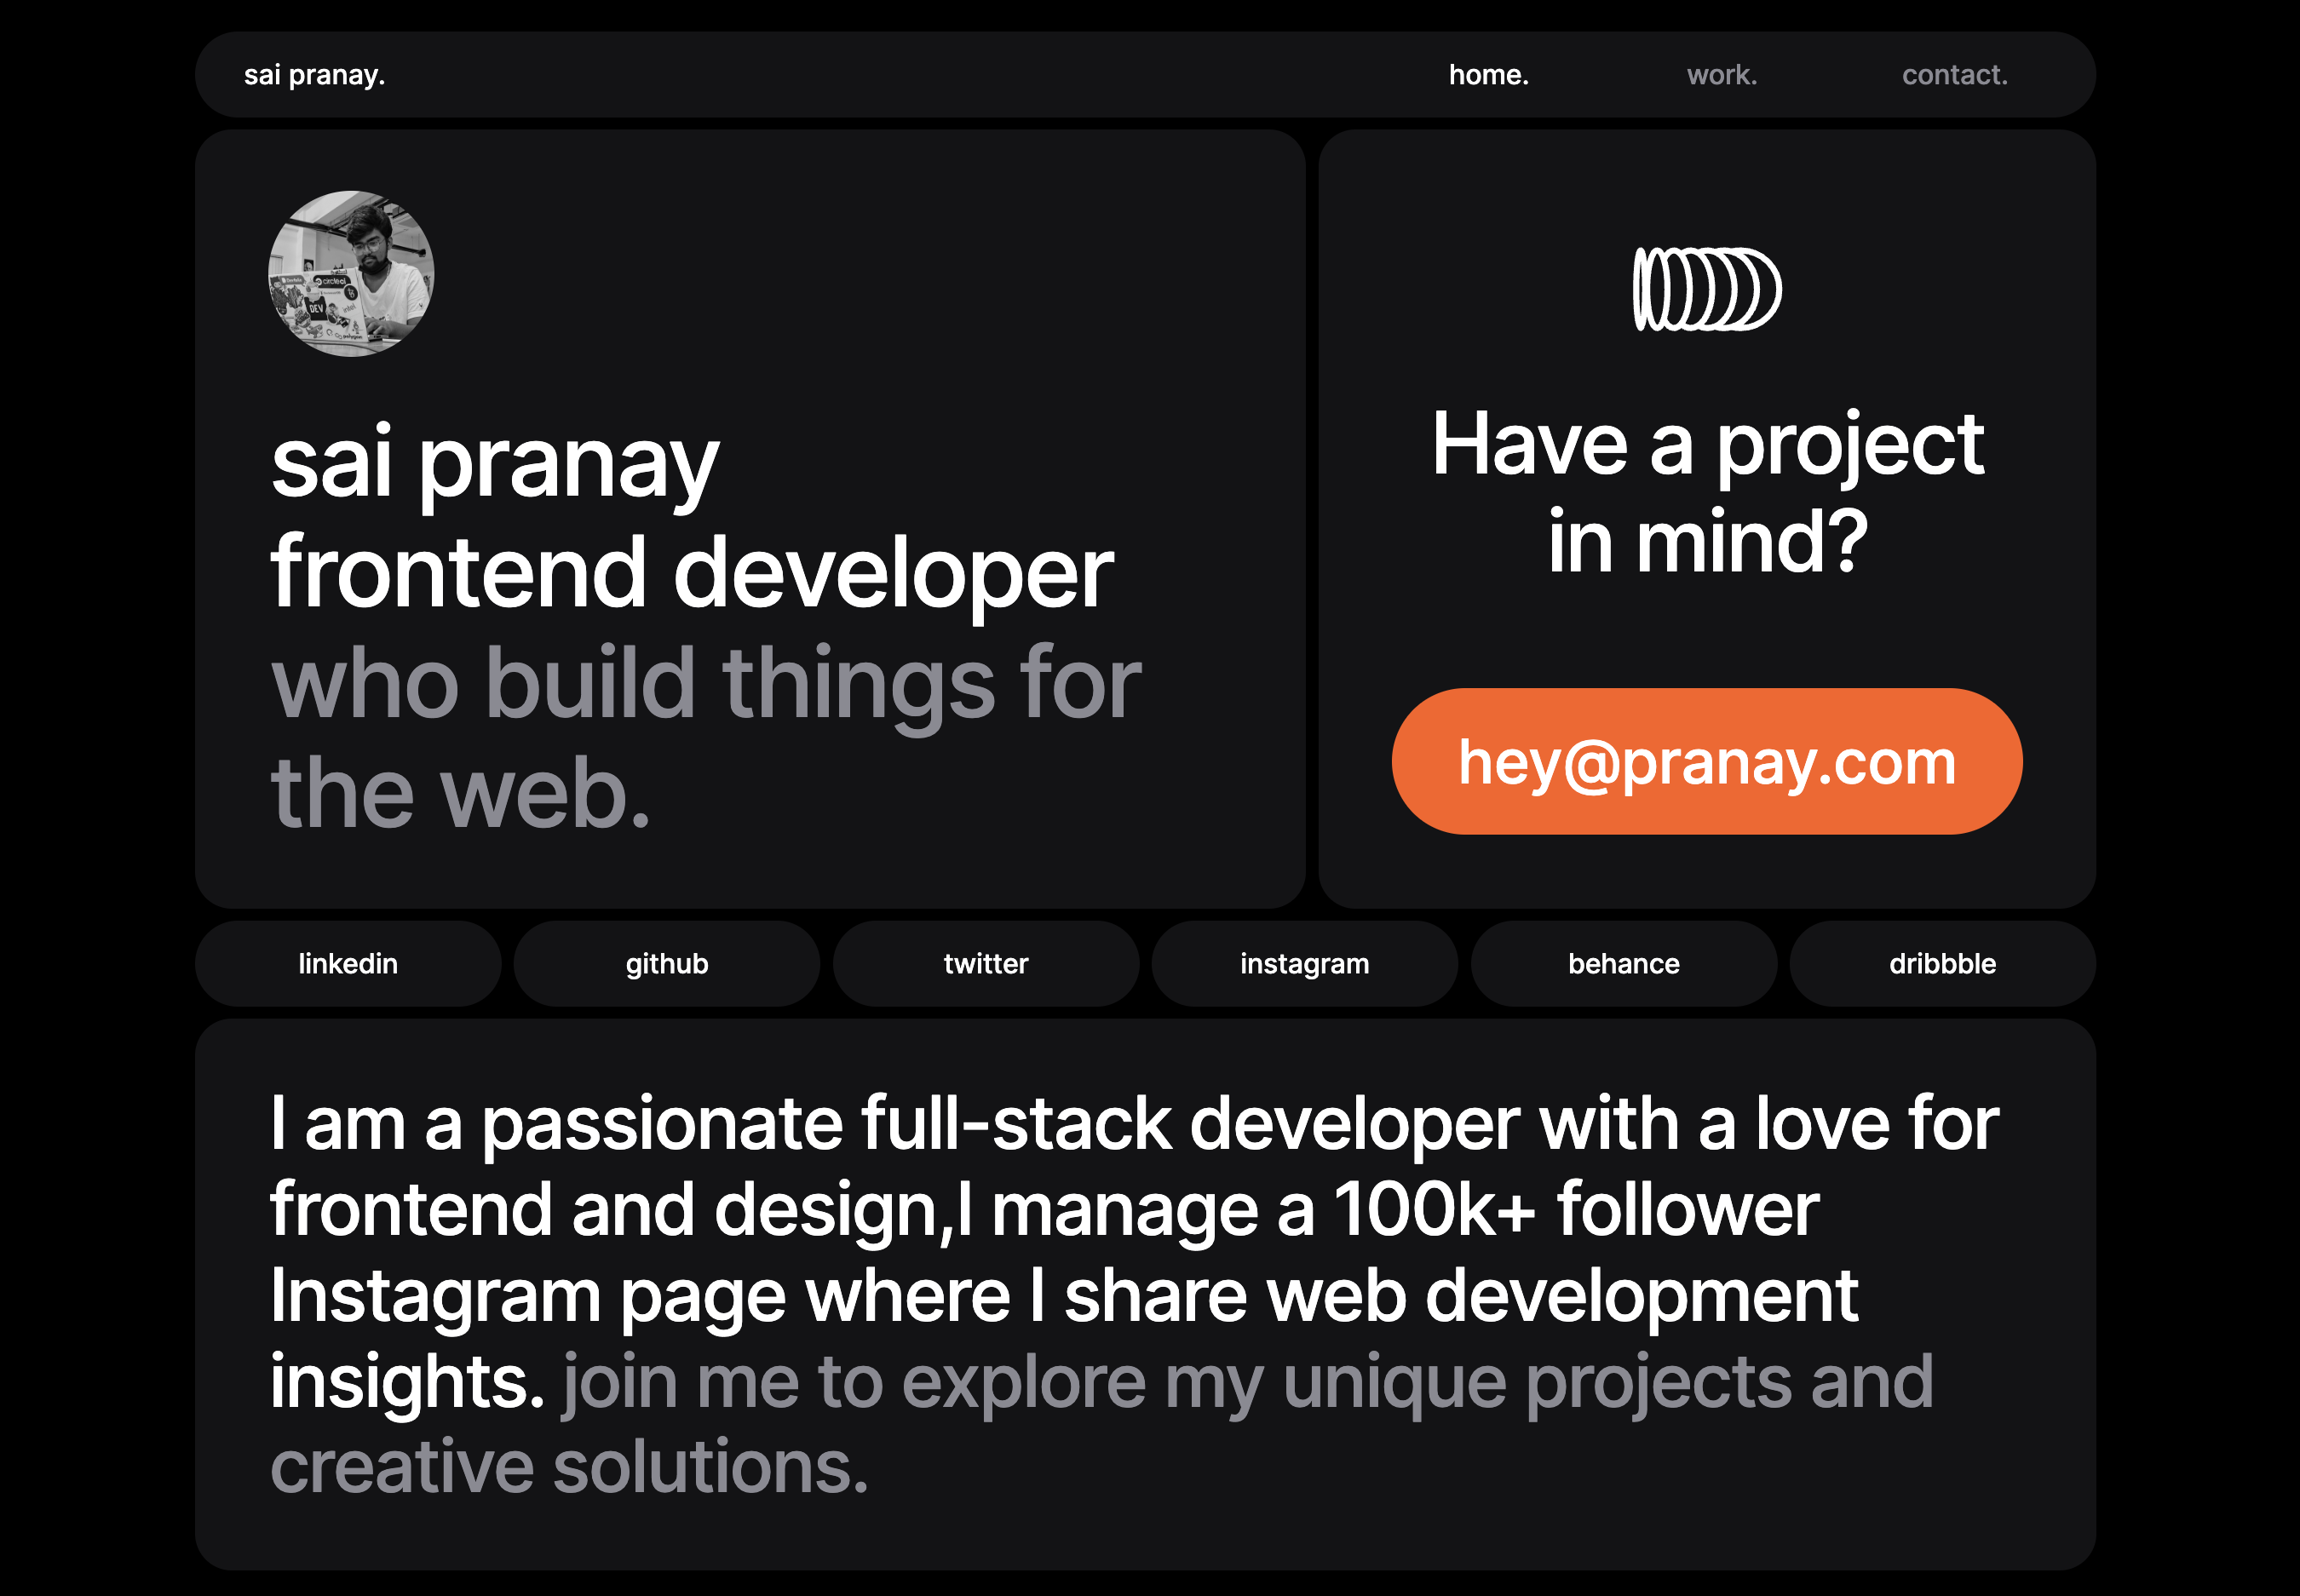 sai pranay.
home.
work.
contact.
circleci
DEV
intel
sai pranay
frontend developer
who build things for
the web.
Have a project
in mind?
hey@pranay.com
linkedin
github
twitter
instagram
behance
dribbble
I am a passionate full-stack developer with a love for
frontend and design,I manage a 100k+ follower
Instagram page where I share web development
insights. join me to explore my unique projects and
creative solutions.